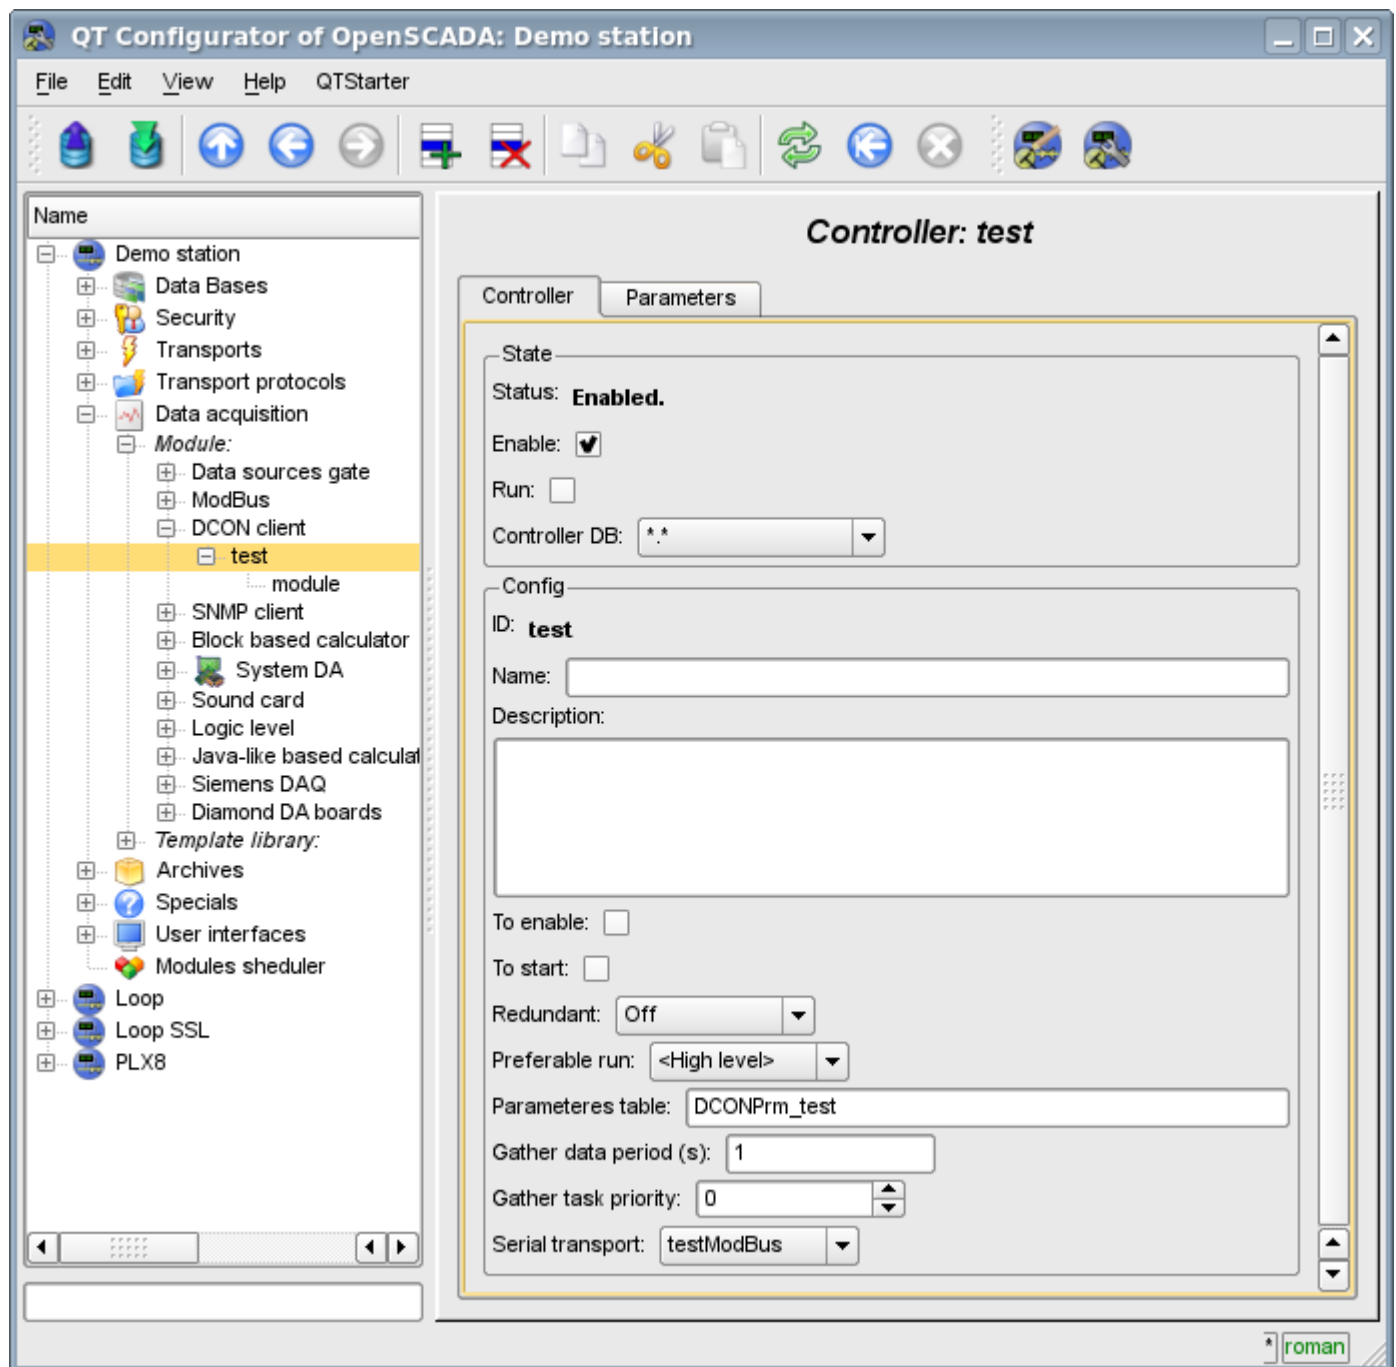 QT Configurator of OpenSCADA: Demo station
File Edit View Help QTStarter
Name
Demo station
Data Bases
Security
Transports
Transport protocols
Data acquisition
Module:
Data sources gate
ModBus
DCON client
test
module
SNMP client
Block based calculator
System DA
Sound card
Logic level
Java-like based calculat
Siemens DAQ
Diamond DA boards
Template library:
Archives
Specials
User interfaces
Modules sheduler
Loop
Loop SSL
PLX8
Controller: test
Controller Parameters
State
Status: Enabled.
Enable:
Run:
Controller DB: *.*
Config
ID: test
Name:
Description:
To enable:
To start:
Redundant: Off
Preferable run: <High level>
Parameteres table: DCONPrm_test
Gather data period (s): 1
Gather task priority: 0
Serial transport: testModBus
* roman